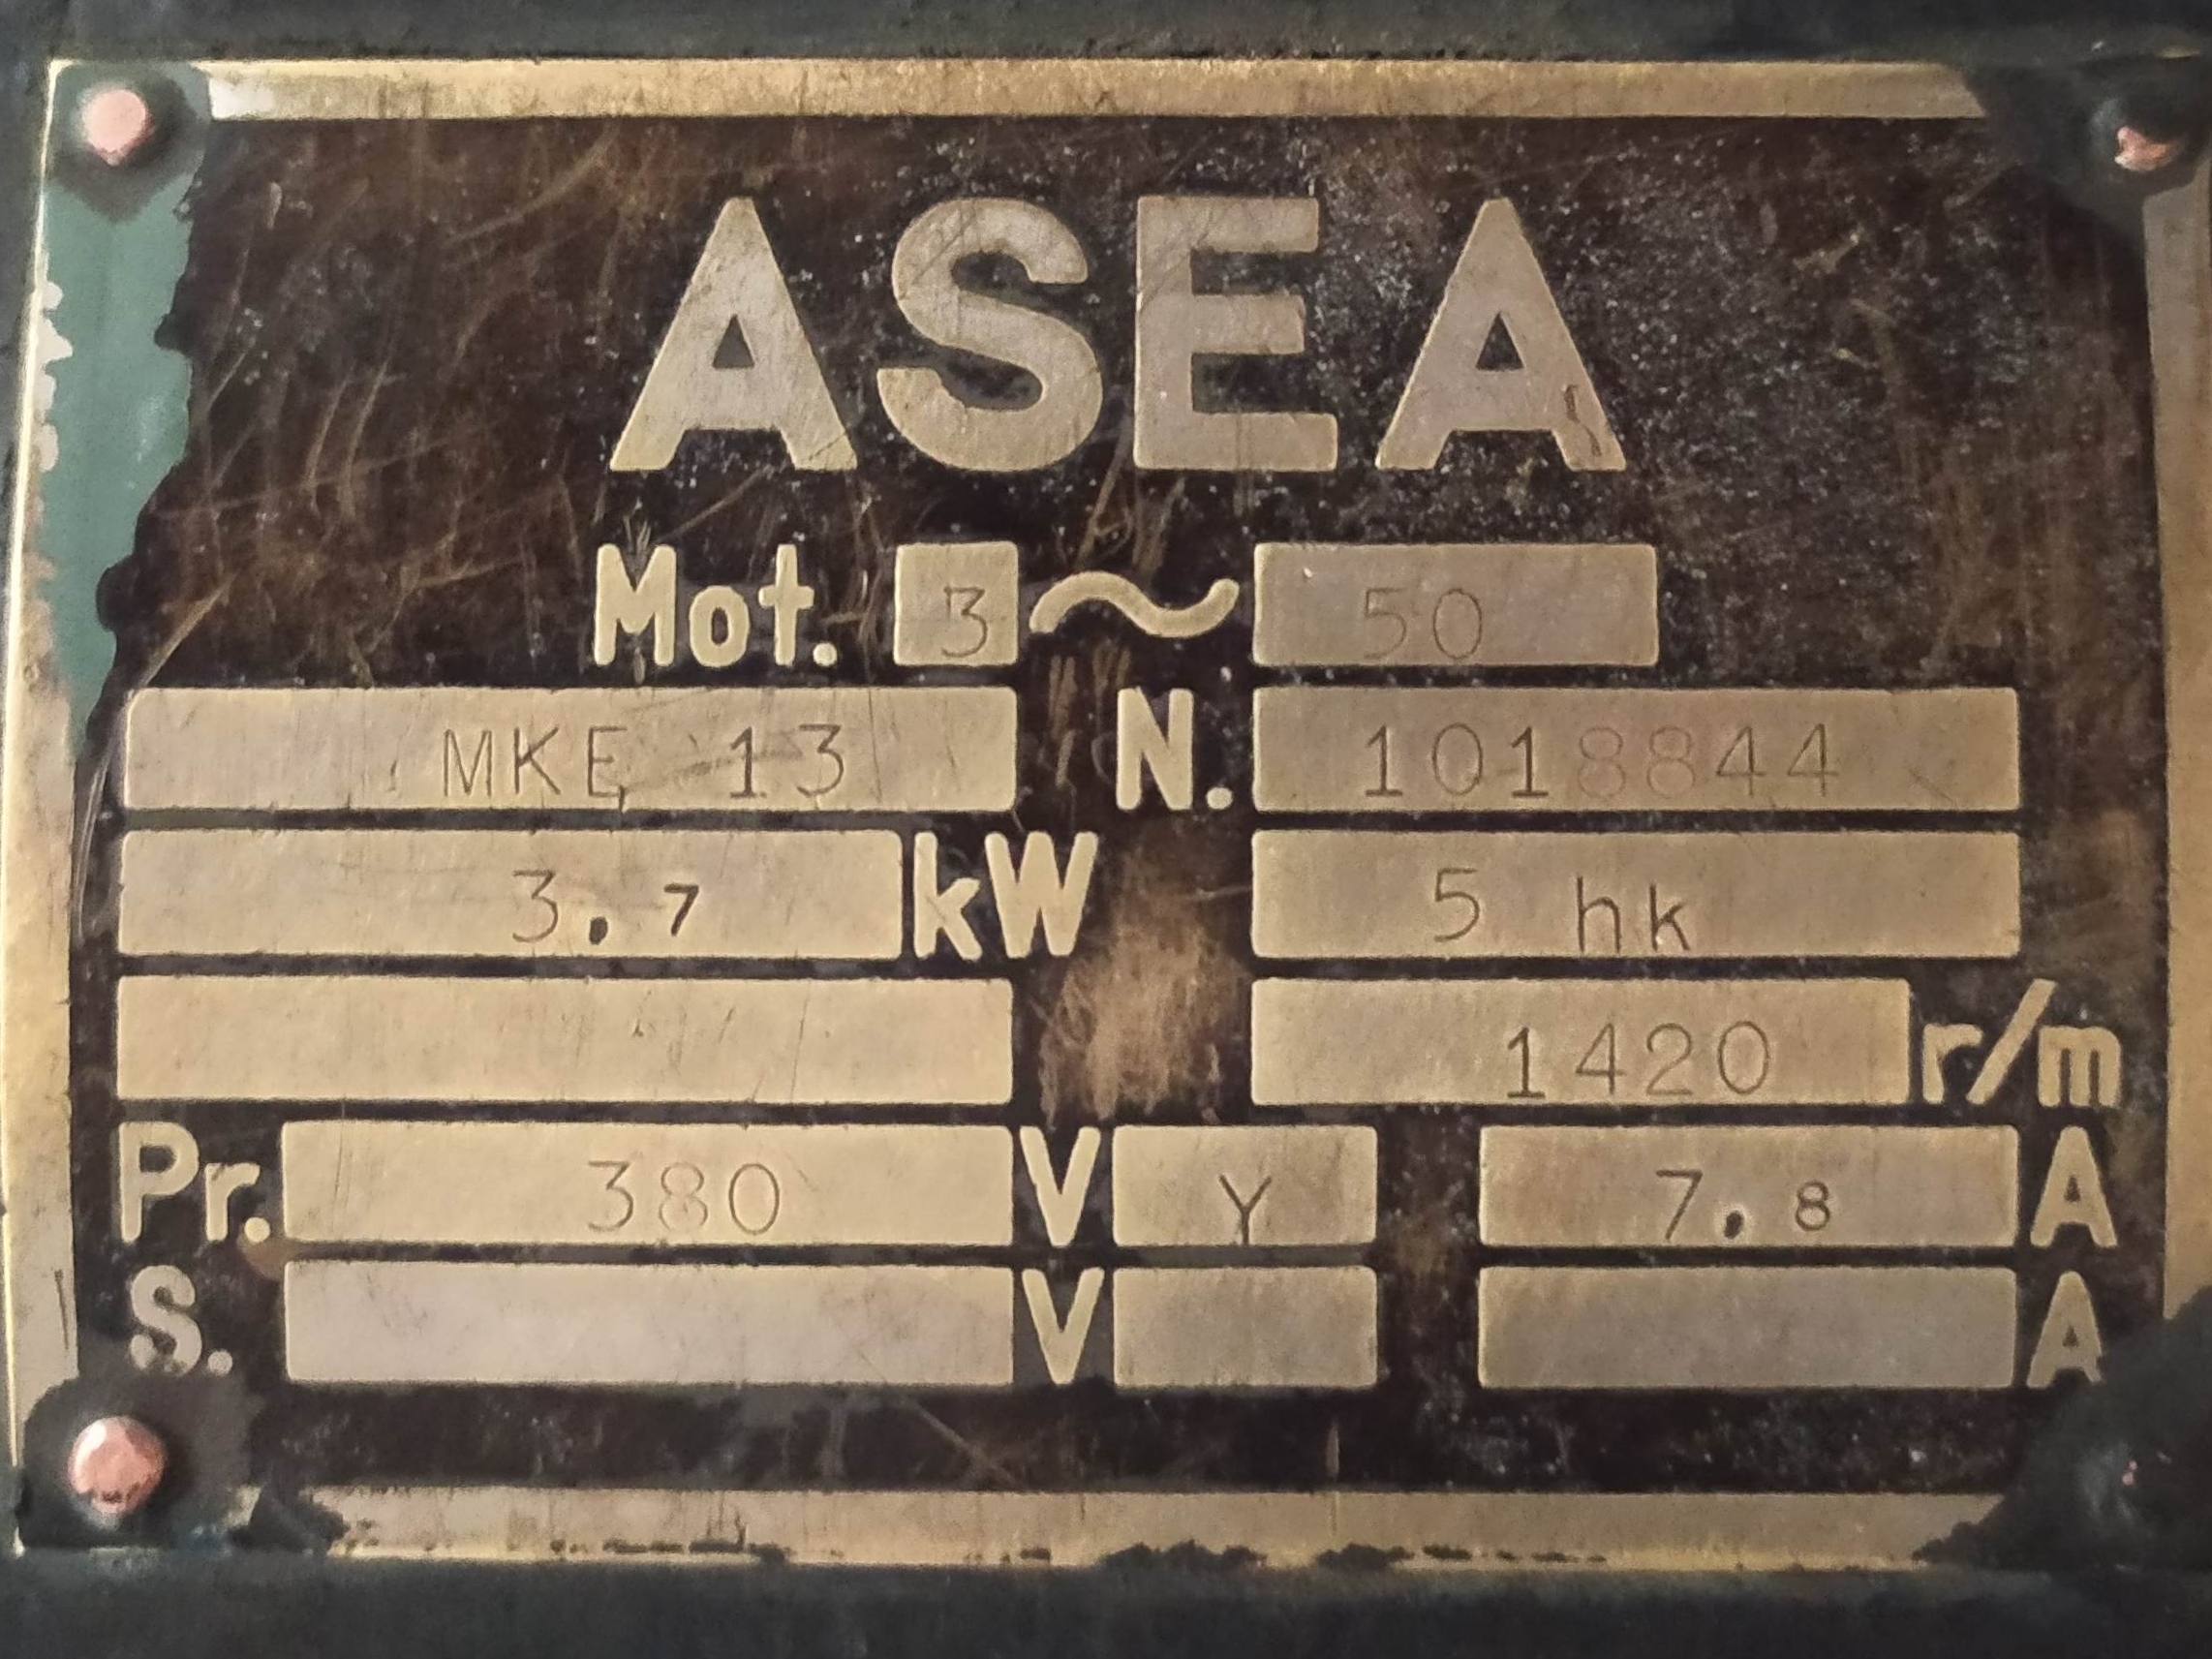 ASEA
Mot. 3 ~ 50
MKE 13 N. 1018844
3.7 kW 5 hk
1420 r/m
Pr. 380 V Y 7.8 A
S. V A